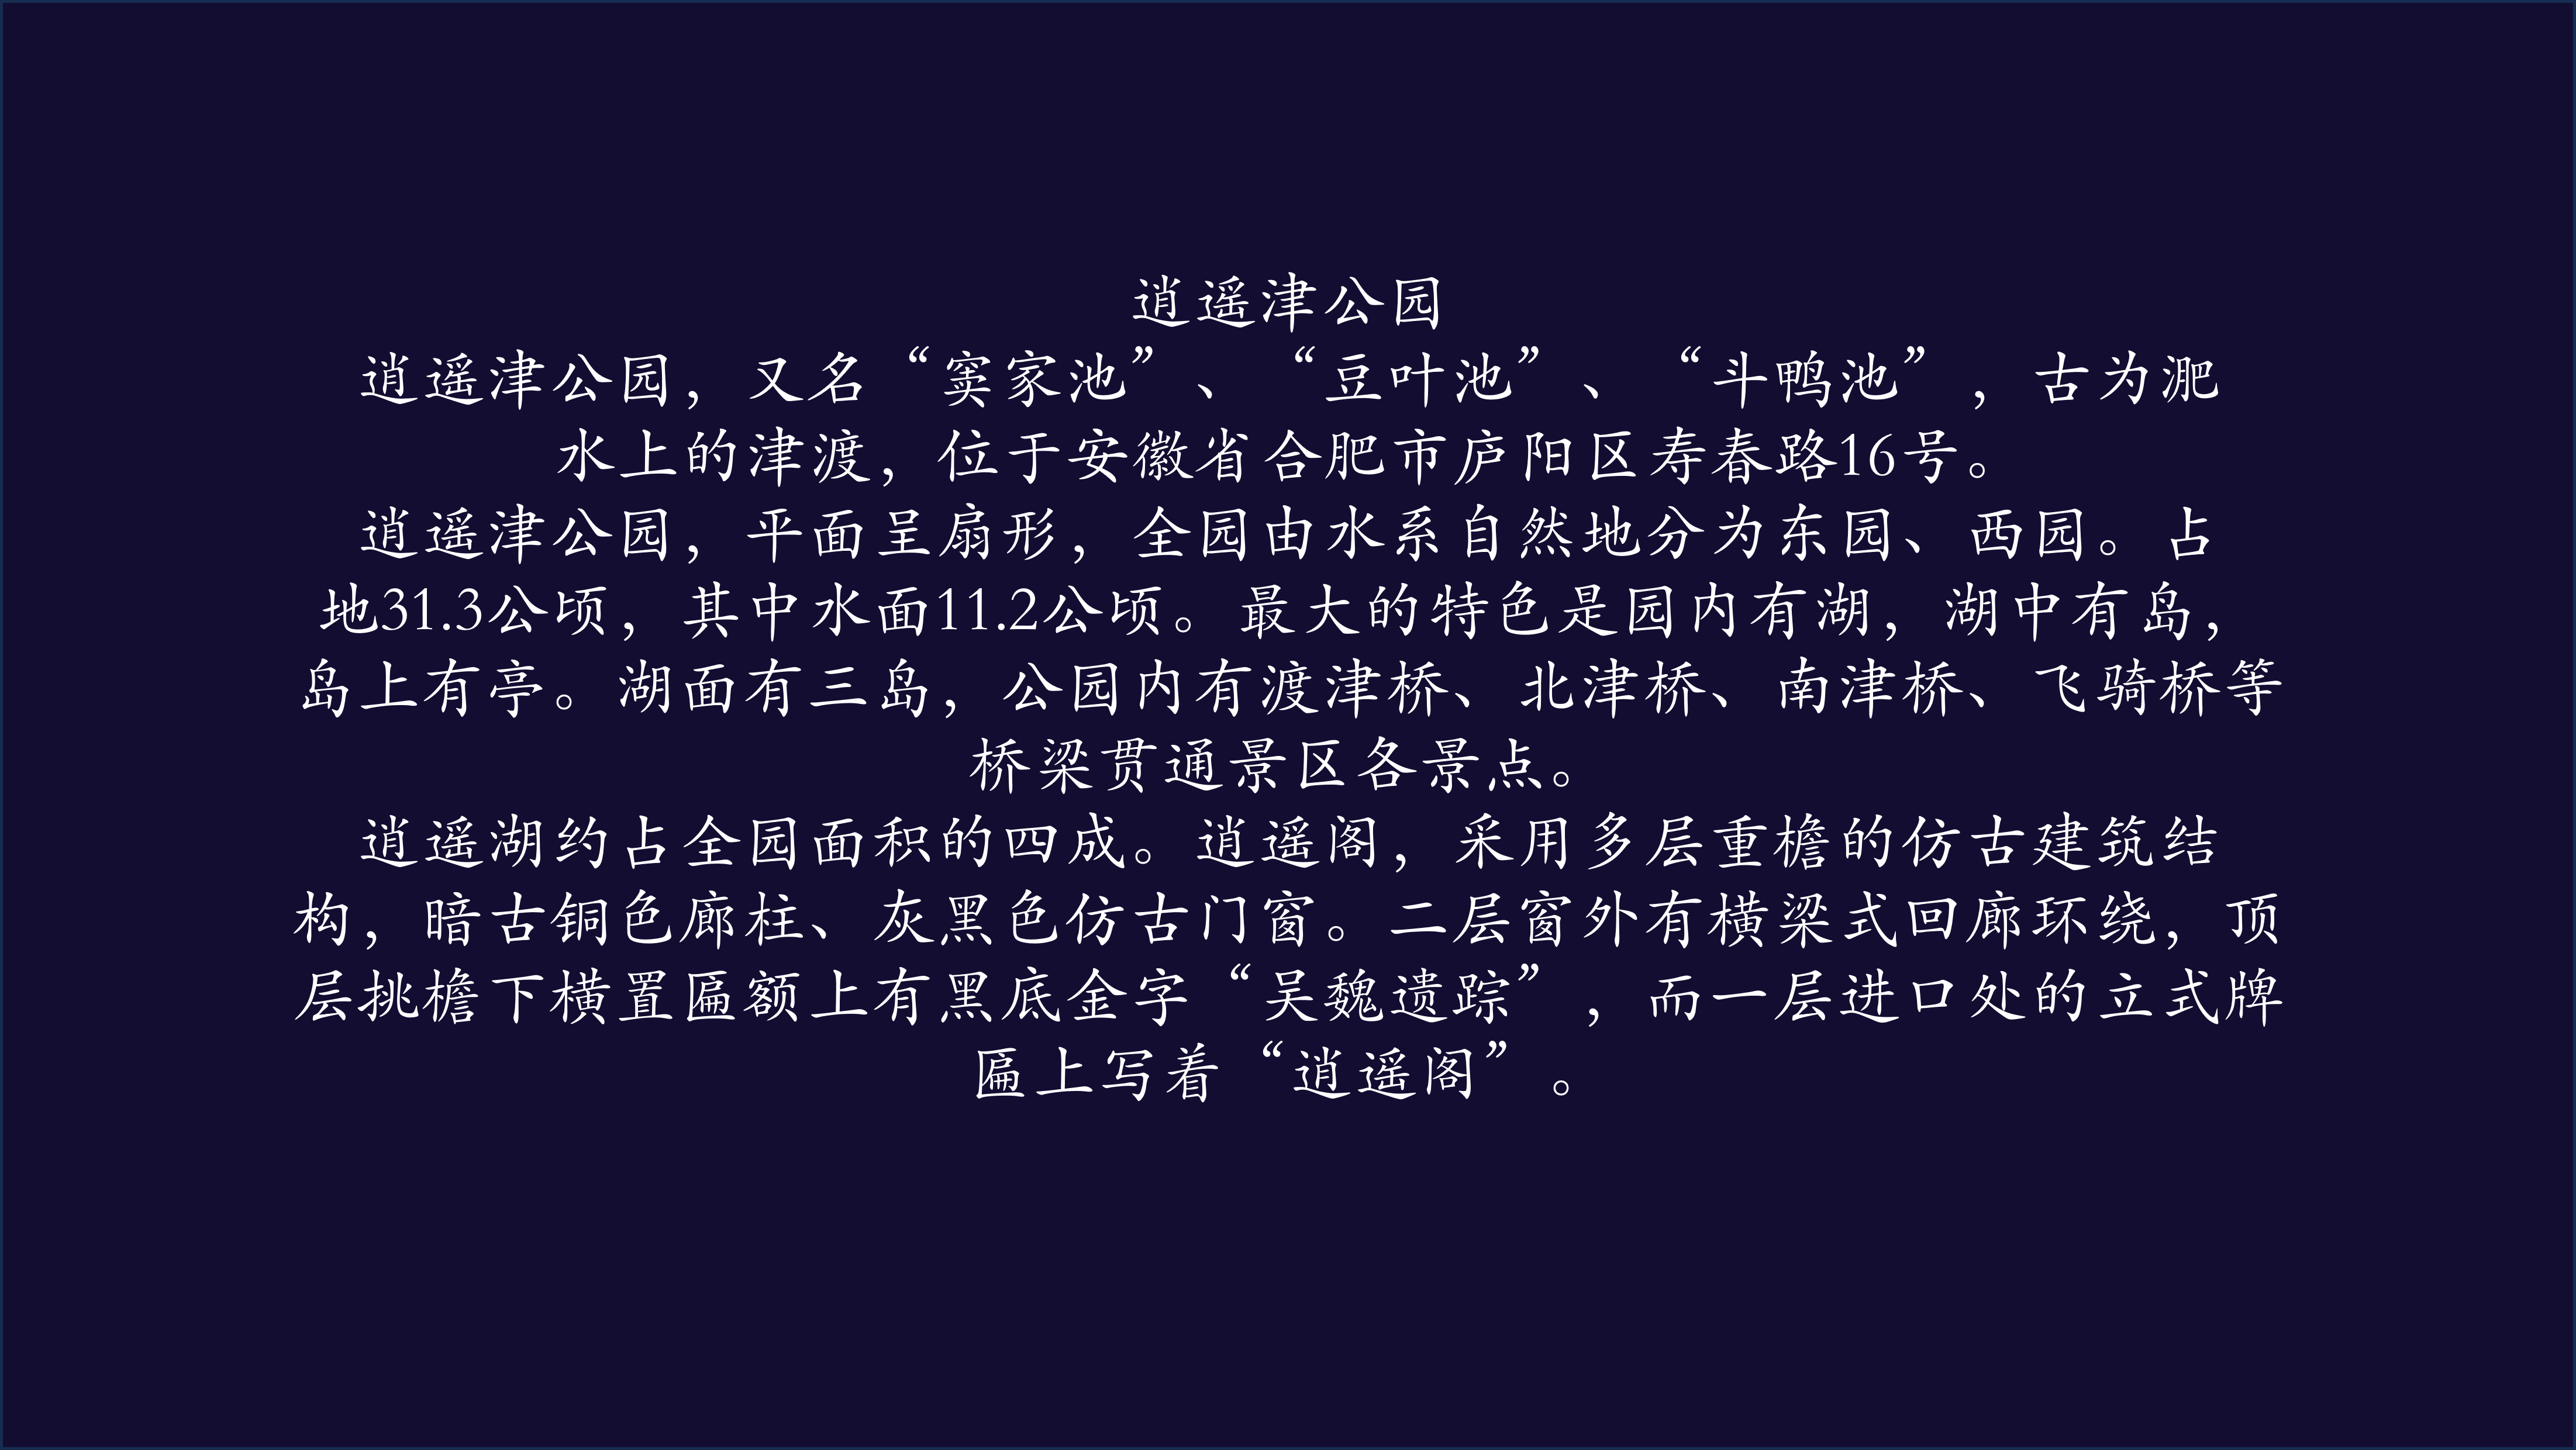 逍遥津公园
逍遥津公园，又名“窦家池”、“豆叶池”、“斗鸭池”，古为淝
水上的津渡，位于安徽省合肥市庐阳区寿春路16号。
逍遥津公园，平面呈扇形，全园由水系自然地分为东园、西园。占
地31.3公顷，其中水面11.2公顷。最大的特色是园内有湖，湖中有岛，
岛上有亭。湖面有三岛，公园内有渡津桥、北津桥、南津桥、飞骑桥等
桥梁贯通景区各景点。
逍遥湖约占全园面积的四成。逍遥阁，采用多层重檐的仿古建筑结
构，暗古铜色廊柱、灰黑色仿古门窗。二层窗外有横梁式回廊环绕，顶
层挑檐下横置匾额上有黑底金字“吴魏遗踪”，而一层进口处的立式牌
匾上写着“逍遥阁”。